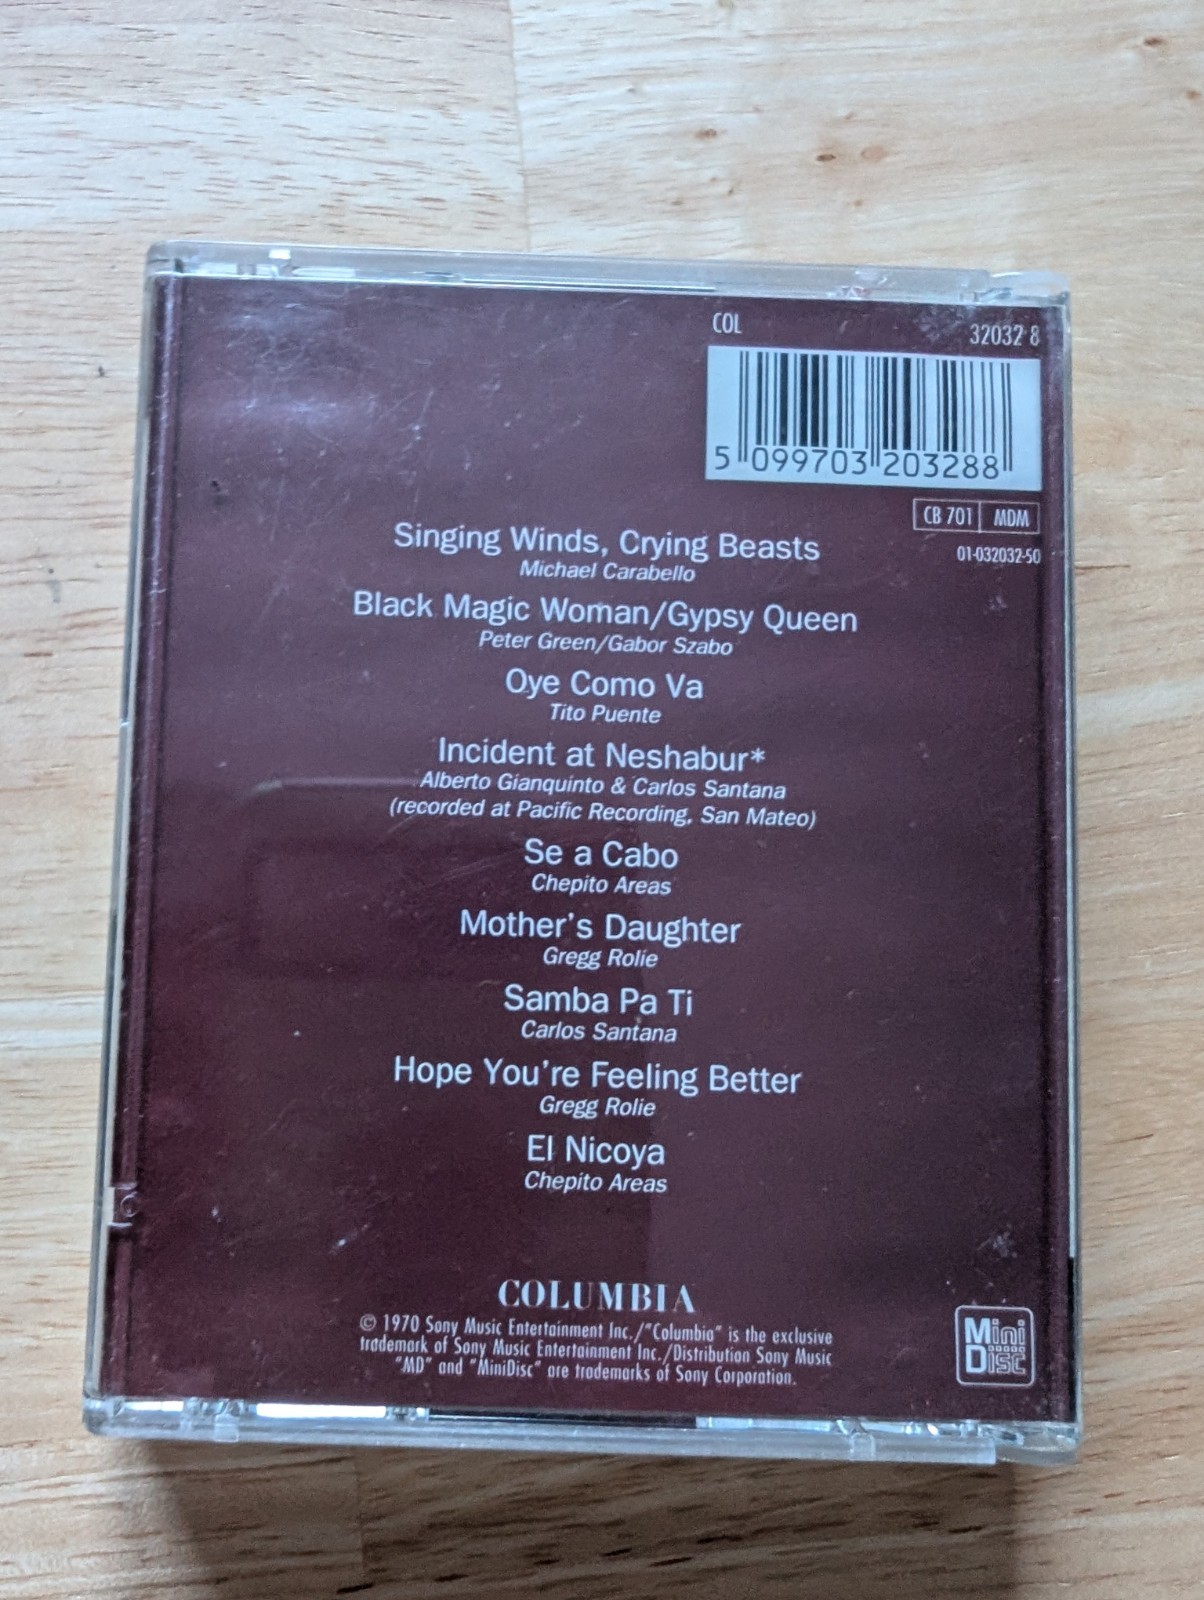 COL 32032 8
5 099703 203288
CB 701 MDM
01-032032-50
Singing Winds, Crying Beasts
Michael Carabello
Black Magic Woman/Gypsy Queen
Peter Green/Gabor Szabo
Oye Como Va
Tito Puente
Incident at Neshabur*
Alberto Gianquinto & Carlos Santana
(recorded at Pacific Recording, San Mateo)
Se a Cabo
Chepito Areas
Mother's Daughter
Gregg Rolie
Samba Pa Ti
Carlos Santana
Hope You're Feeling Better
Gregg Rolie
El Nicoya
Chepito Areas
COLUMBIA
© 1970 Sony Music Entertainment Inc./"Columbia" is the exclusive
trademark of Sony Music Entertainment Inc./Distribution Sony Music
"MD" and "MiniDisc" are trademarks of Sony Corporation.
Mini
Disc